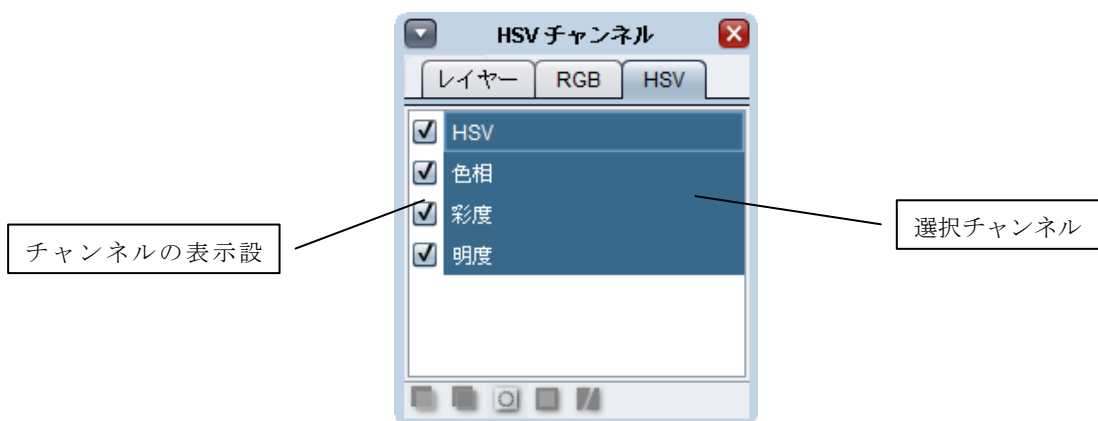 HSV チャンネル
レイヤー RGB HSV
HSV
色相
彩度
明度
チャンネルの表示設
選択チャンネル